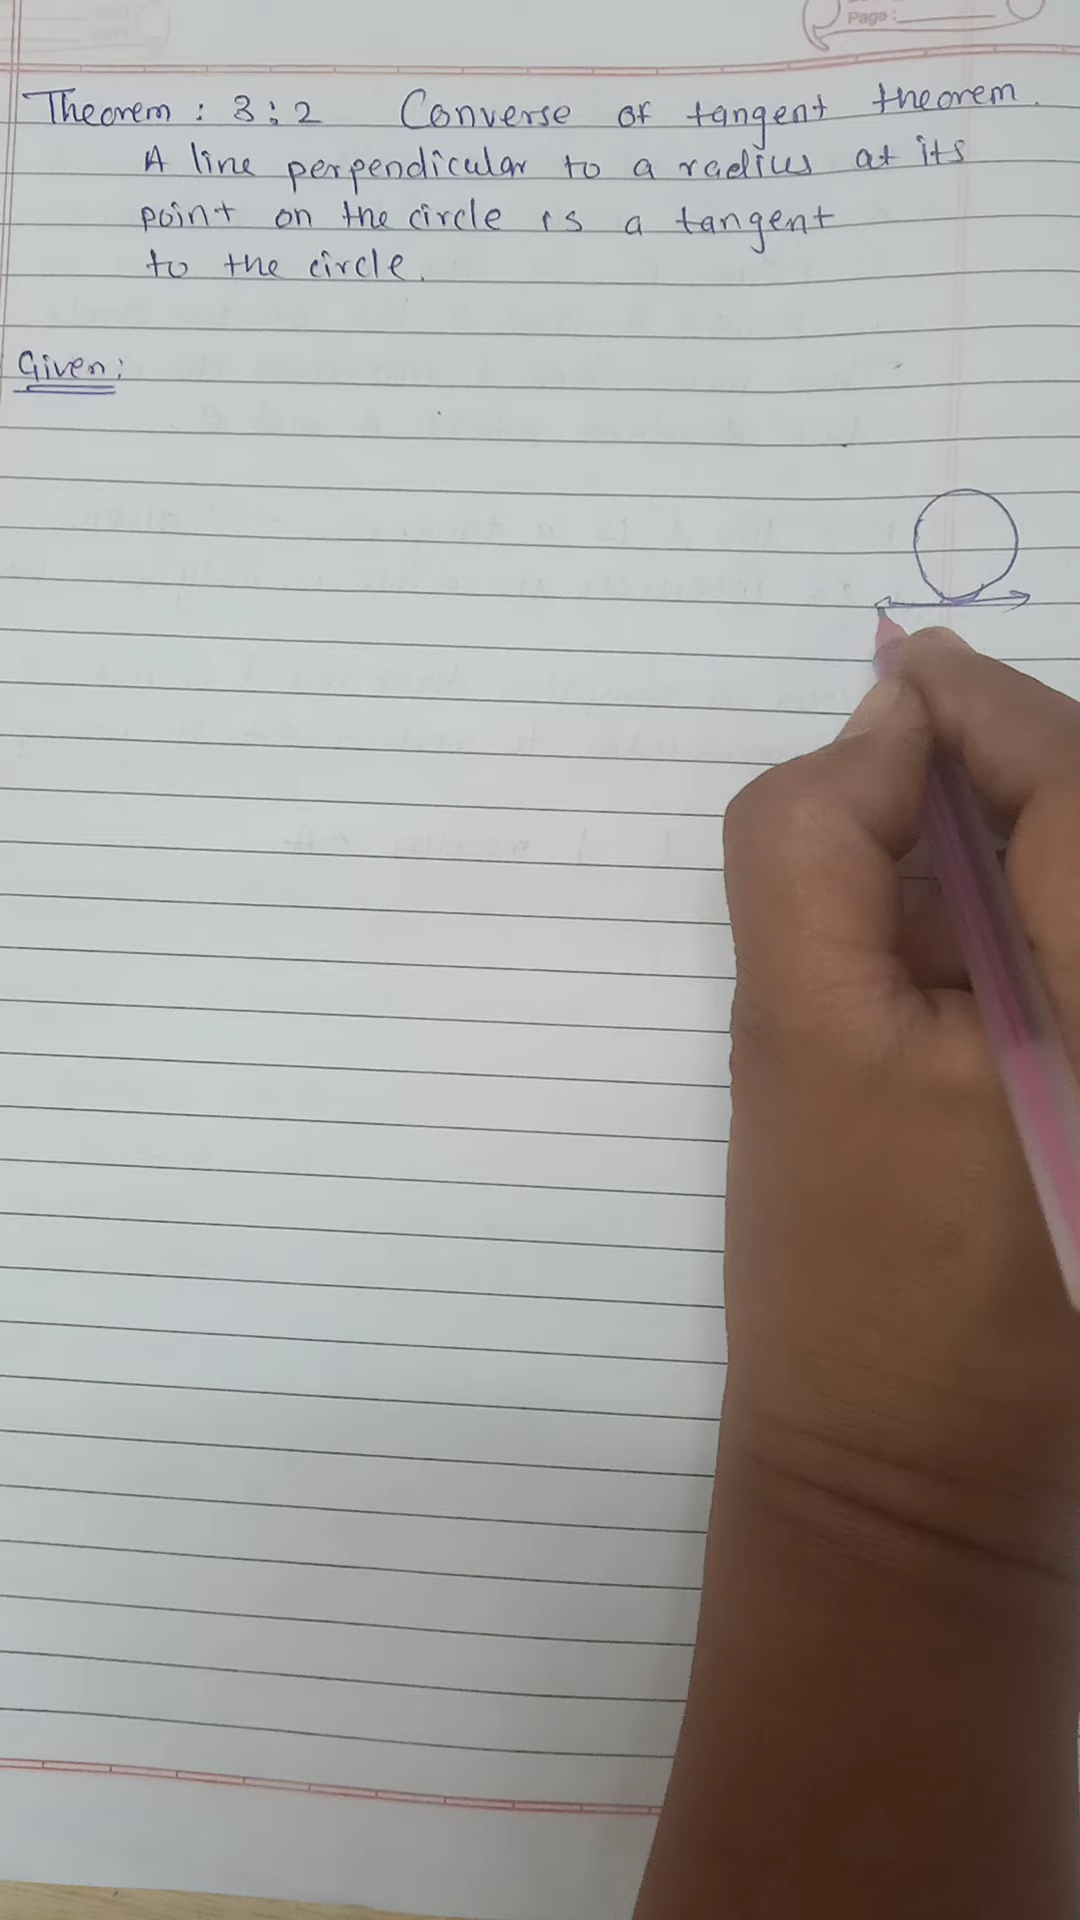 Page :
Theorem : 3:2 Converse of tangent theorem.
A line perpendicular to a radius at its
point on the circle is a tangent
to the circle.
Given: